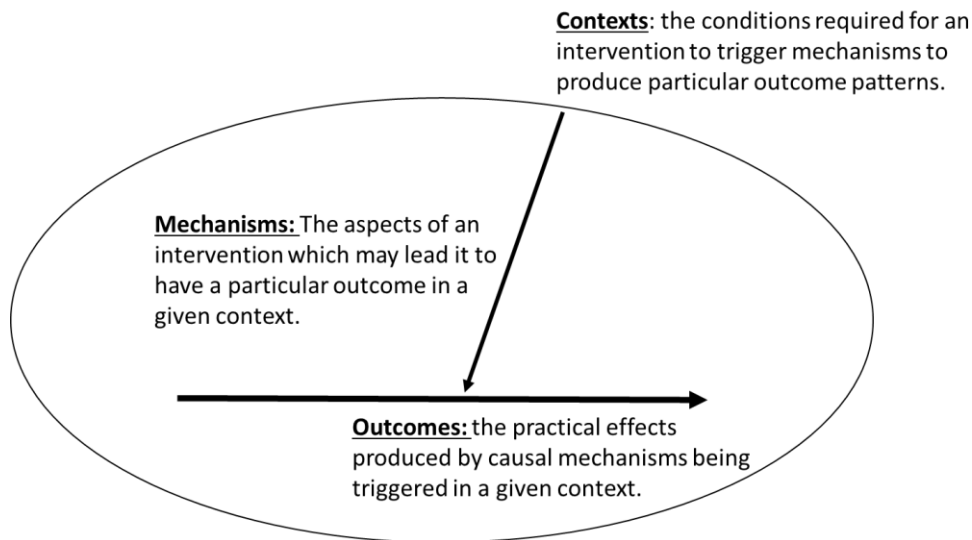 Contexts: the conditions required for an
intervention to trigger mechanisms to
produce particular outcome patterns.
Mechanisms: The aspects of an
intervention which may lead it to
have a particular outcome in a
given context.
Outcomes: the practical effects
produced by causal mechanisms being
triggered in a given context.